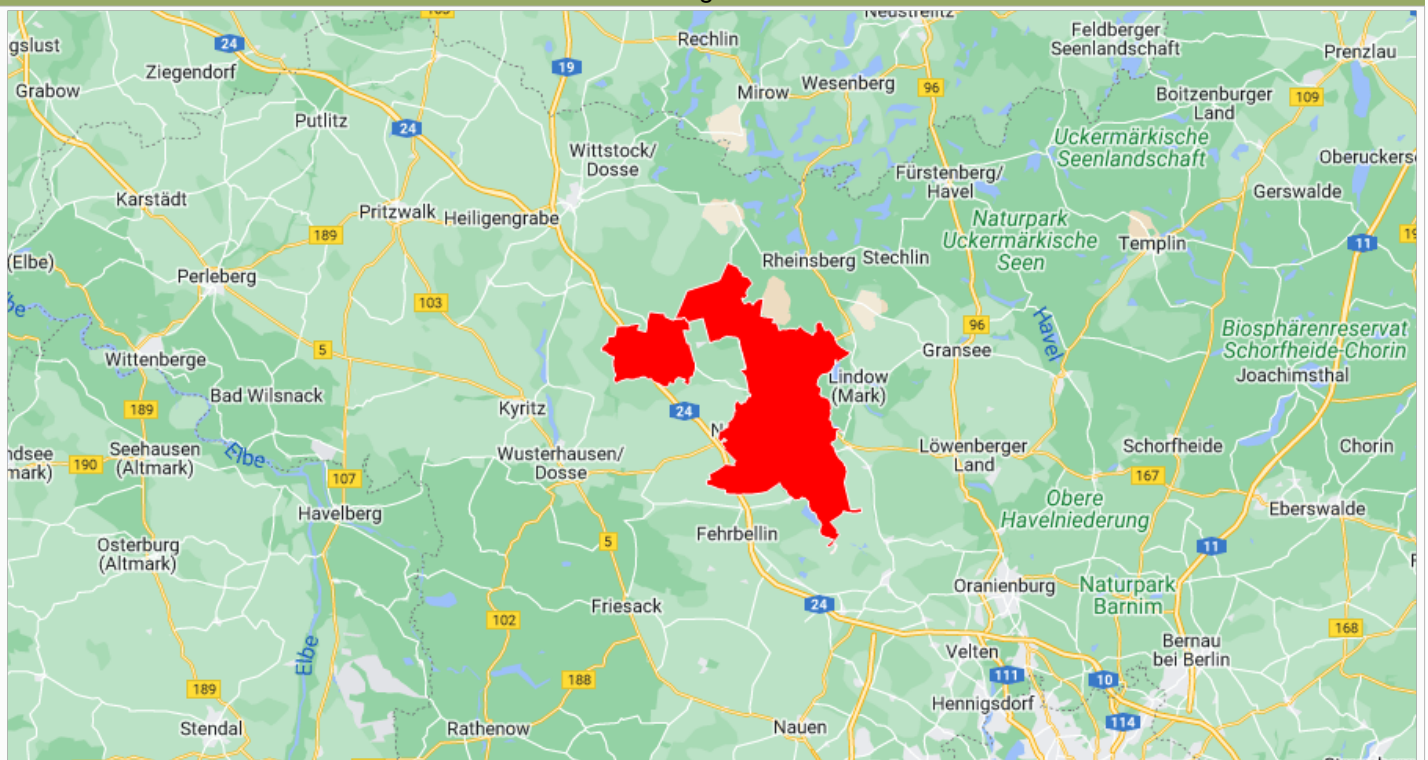 24
19
Rechlin
Feldberger
Seenlandschaft
Prenzlau
gslust
Ziegendorf
Grabow
Mirow
Wesenberg
96
Boitzenburger
Land
109
Putlitz
24
Wittstock/
Dosse
Uckermärkische
Seenlandschaft
Fürstenberg/
Havel
Gerswalde
Karstädt
Pritzwalk
Heiligengrabe
189
Naturpark
Uckermärkische
Seen
Templin
11
(Elbe)
Perleberg
Rheinsberg
Stechlin
103
96
Havel
Biosphärenreservat
Schorfheide-Chorin
Wittenberge
5
Gransee
Joachimsthal
Bad Wilsnack
189
Kyritz
24
Lindow
(Mark)
Seehausen
(Altmark)
190
Elbe
107
Wusterhausen/
Dosse
Löwenberger
Land
Schorfheide
167
Chorin
Havelberg
Obere
Havelniederung
Eberswalde
Osterburg
(Altmark)
5
Fehrbellin
11
Friesack
24
Oranienburg
Naturpark
Barnim
102
168
Elbe
Velten
Bernau
bei Berlin
188
111
10
189
Hennigsdorf
114
Stendal
Rathenow
Nauen